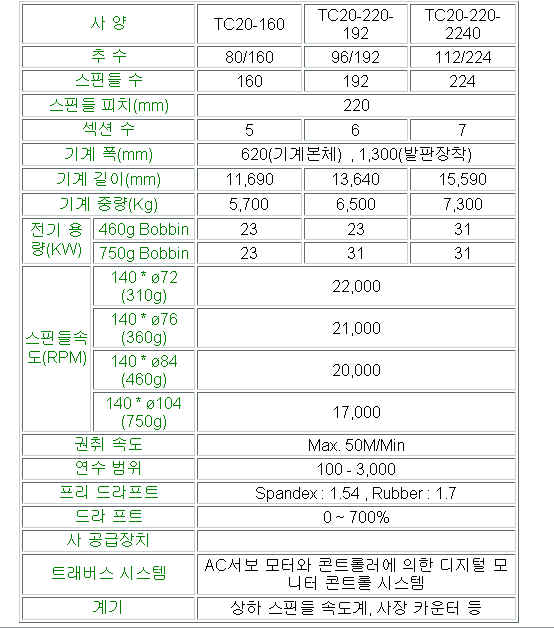 사 양 TC20-160 TC20-220-192 TC20-220-2240
추 수 80/160 96/192 112/224
스핀들 수 160 192 224
스핀들 피치(mm) 220
섹션 수 5 6 7
기계 폭(mm) 620(기계본체) , 1,300(발판장착)
기계 길이(mm) 11,690 13,640 15,590
기계 중량(Kg) 5,700 6,500 7,300
전기 용량(KW) 460g Bobbin 23 23 31
750g Bobbin 23 31 31
스핀들속도(RPM) 140 * ø72 (310g) 22,000
140 * ø76 (360g) 21,000
140 * ø84 (460g) 20,000
140 * ø104 (750g) 17,000
권취 속도 Max. 50M/Min
연수 범위 100 - 3,000
프리 드라프트 Spandex : 1.54 , Rubber : 1.7
드라 프트 0 ~ 700%
사 공급장치
트래버스 시스템 AC서보 모터와 콘트롤러에 의한 디지털 모니터 콘트롤 시스템
계기 상하 스핀들 속도계, 사장 카운터 등